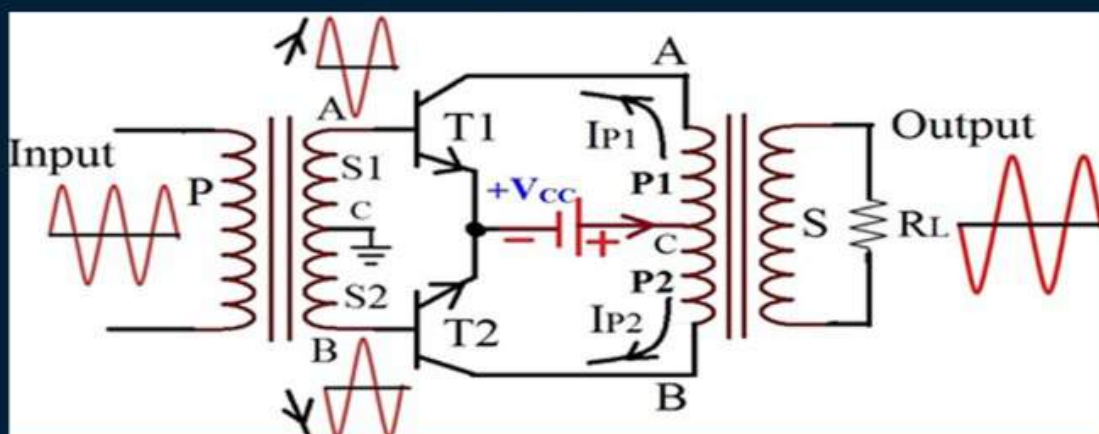 A
A
T1
Output
Input
IP1
S1
+VCC
P1
P
C
− +
C
S
RL
S2
P2
T2
IP2
B
B